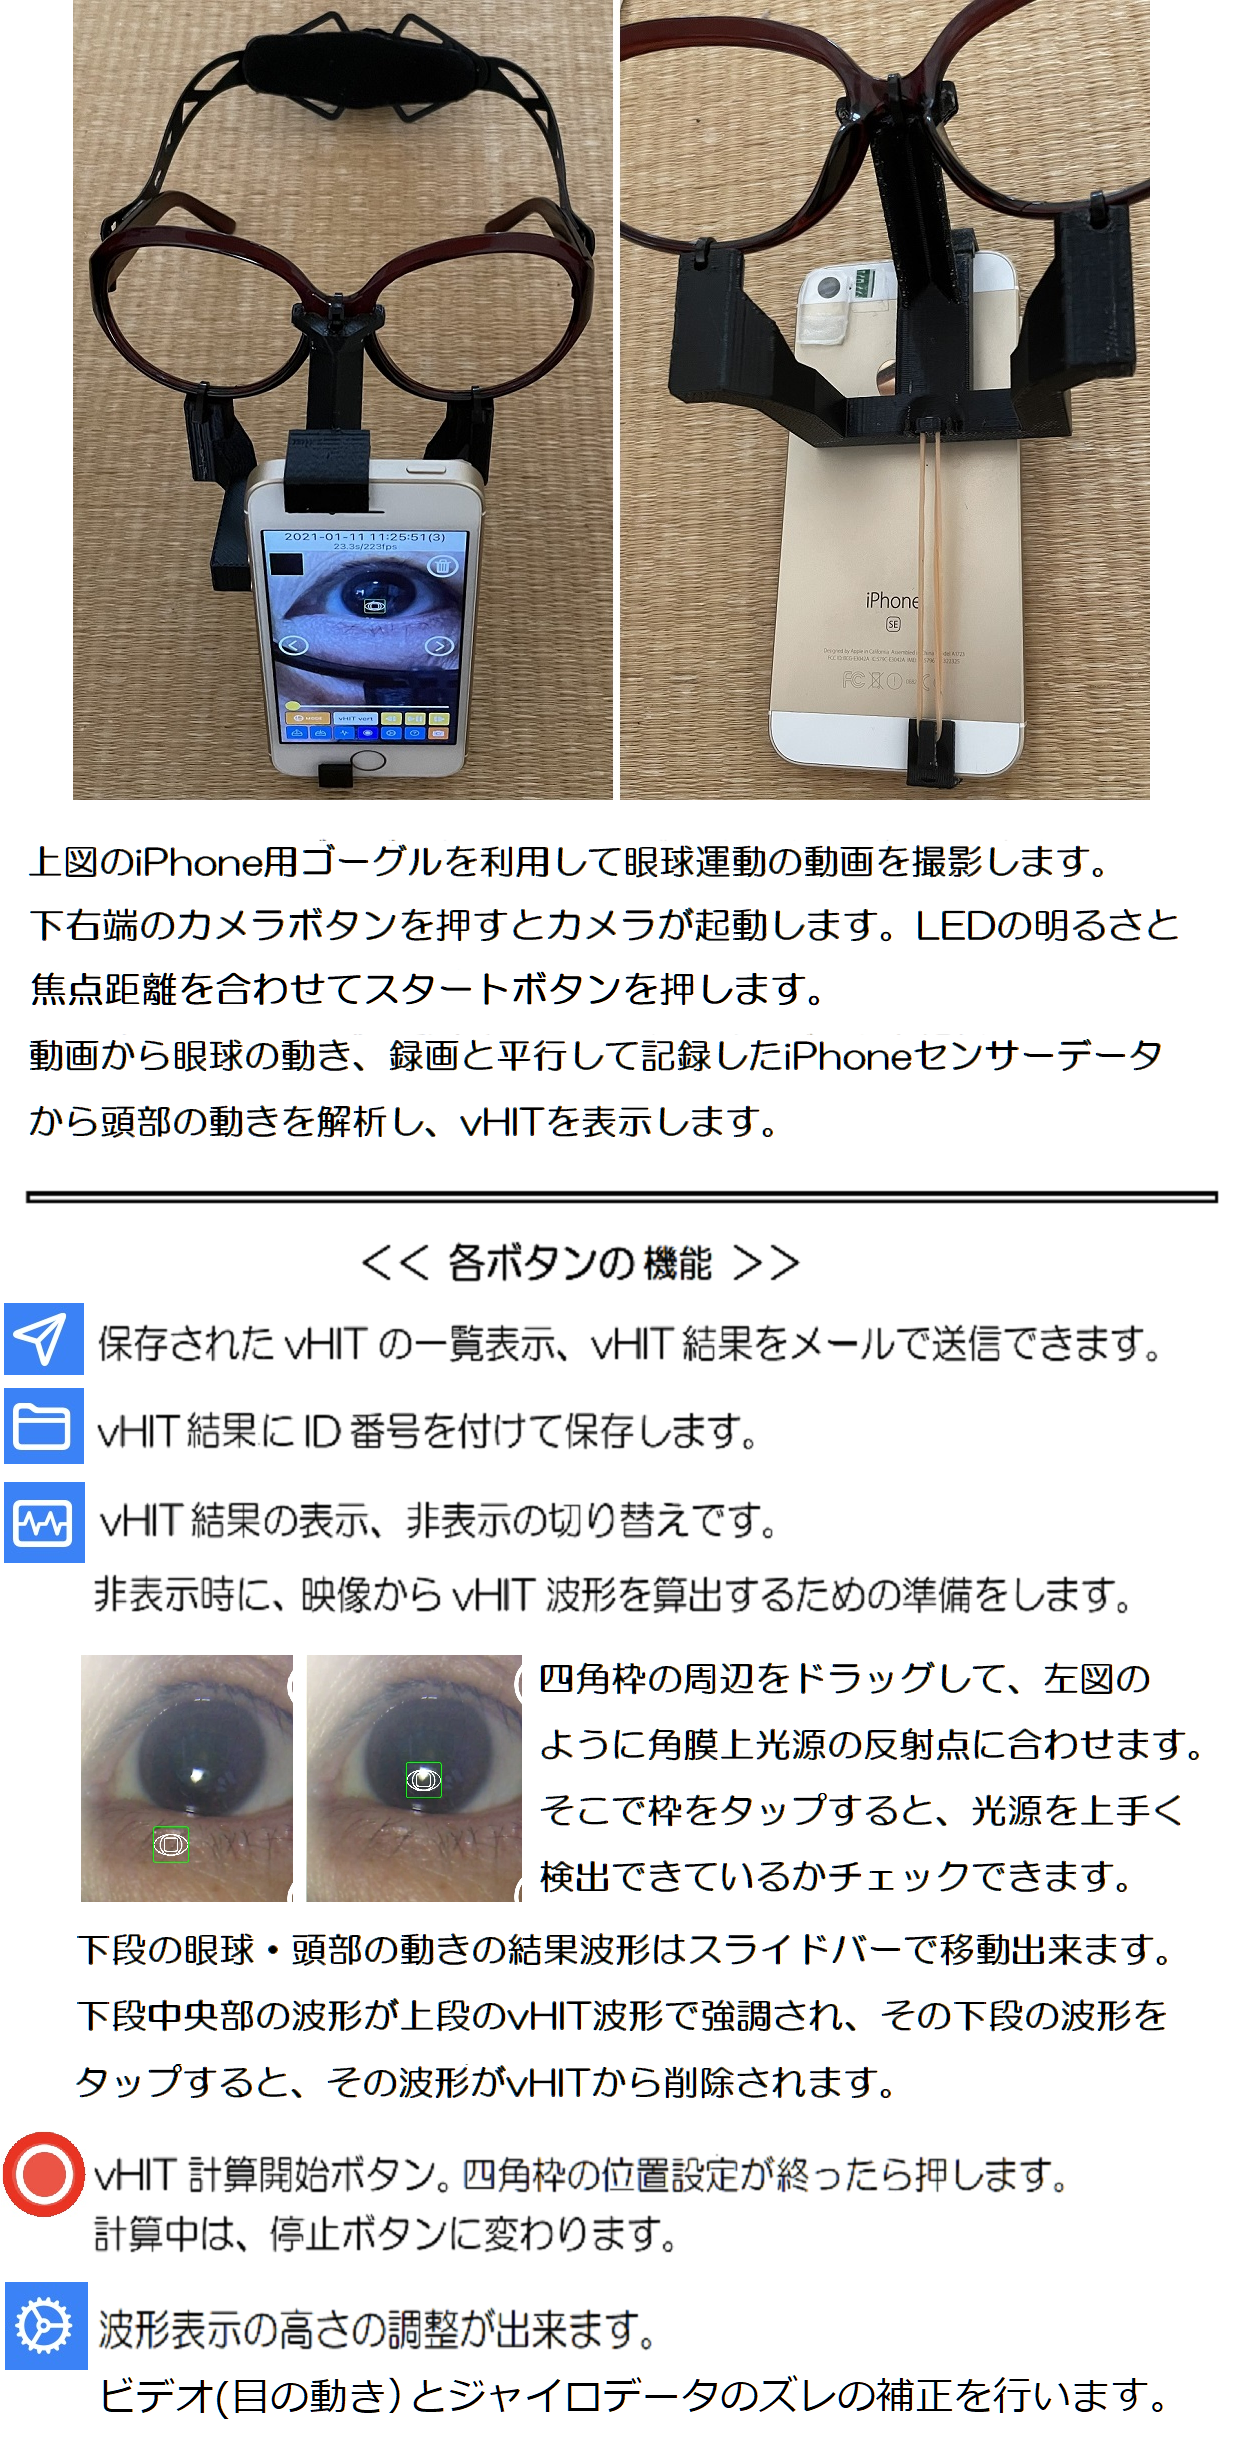 2021-01-11 11:25:51(3)
23.3s/223fps
MODE
vHIT vert
iPhone
SE
上図のiPhone用ゴーグルを利用して眼球運動の動画を撮影します。
下右端のカメラボタンを押すとカメラが起動します。LEDの明るさと
焦点距離を合わせてスタートボタンを押します。
動画から眼球の動き、録画と平行して記録したiPhoneセンサーデータ
から頭部の動きを解析し、vHITを表示します。
<< 各ボタンの機能 >>
保存された vHIT の一覧表示、vHIT 結果をメールで送信できます。
vHIT 結果に ID 番号を付けて保存します。
vHIT 結果の表示、非表示の切り替えです。
非表示時に、映像から vHIT 波形を算出するための準備をします。
四角枠の周辺をドラッグして、左図の
ように角膜上光源の反射点に合わせます。
そこで枠をタップすると、光源を上手く
検出できているかチェックできます。
下段の眼球・頭部の動きの結果波形はスライドバーで移動出来ます。
下段中央部の波形が上段のvHIT波形で強調され、その下段の波形を
タップすると、その波形がvHITから削除されます。
vHIT 計算開始ボタン。四角枠の位置設定が終ったら押します。
計算中は、停止ボタンに変わります。
波形表示の高さの調整が出来ます。
ビデオ(目の動き)とジャイロデータのズレの補正を行います。